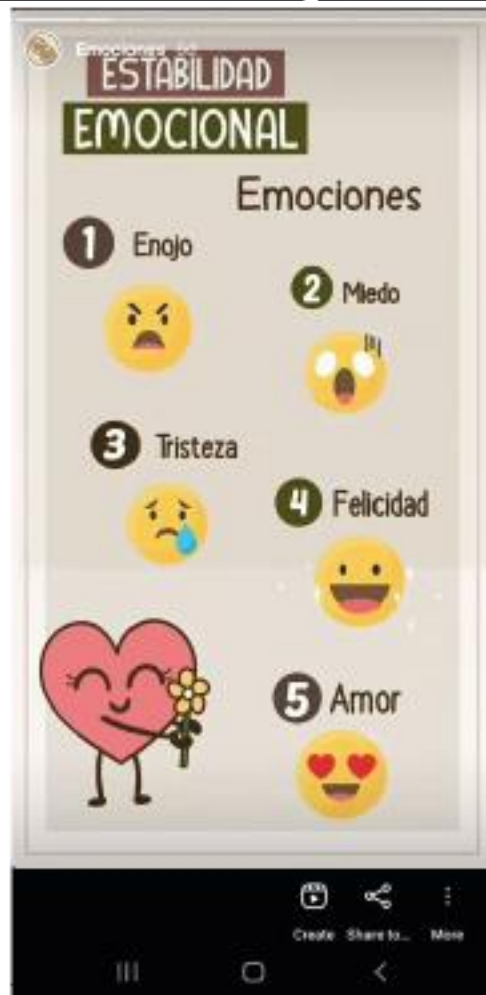 Emociones
ESTABILIDAD
EMOCIONAL
Emociones
1 Enojo
2 Miedo
3 Tristeza
4 Felicidad
5 Amor
Create Share to... More